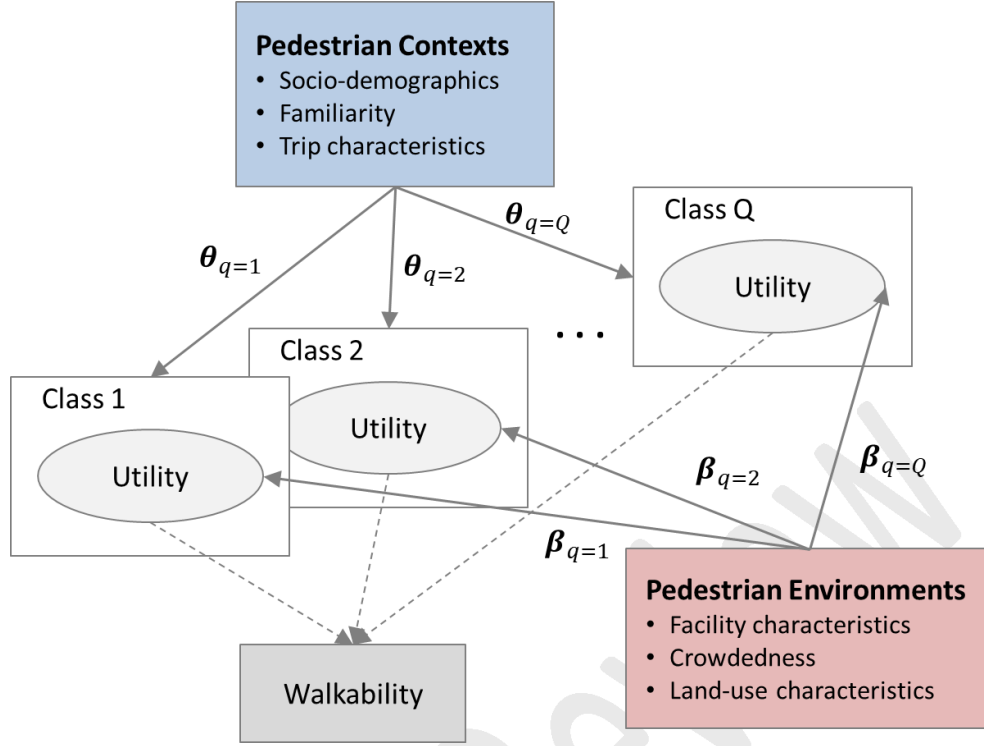 Pedestrian Contexts
• Socio-demographics
• Familiarity
• Trip characteristics
Class Q
θq=Q
θq=1
θq=2
Utility
. . .
Class 2
Class 1
Utility
Utility
βq=2
βq=Q
βq=1
Pedestrian Environments
• Facility characteristics
• Crowdedness
• Land-use characteristics
Walkability